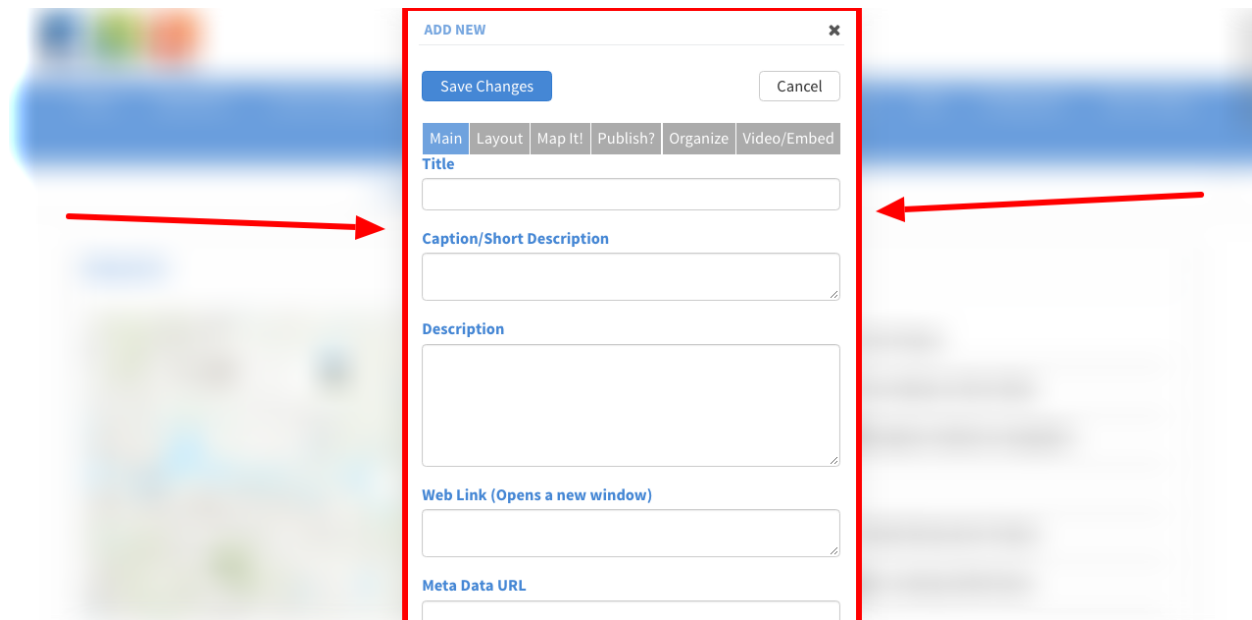 ADD NEW
Save Changes
Cancel
Main Layout Map It! Publish? Organize Video/Embed
Title
Caption/Short Description
Description
Web Link (Opens a new window)
Meta Data URL